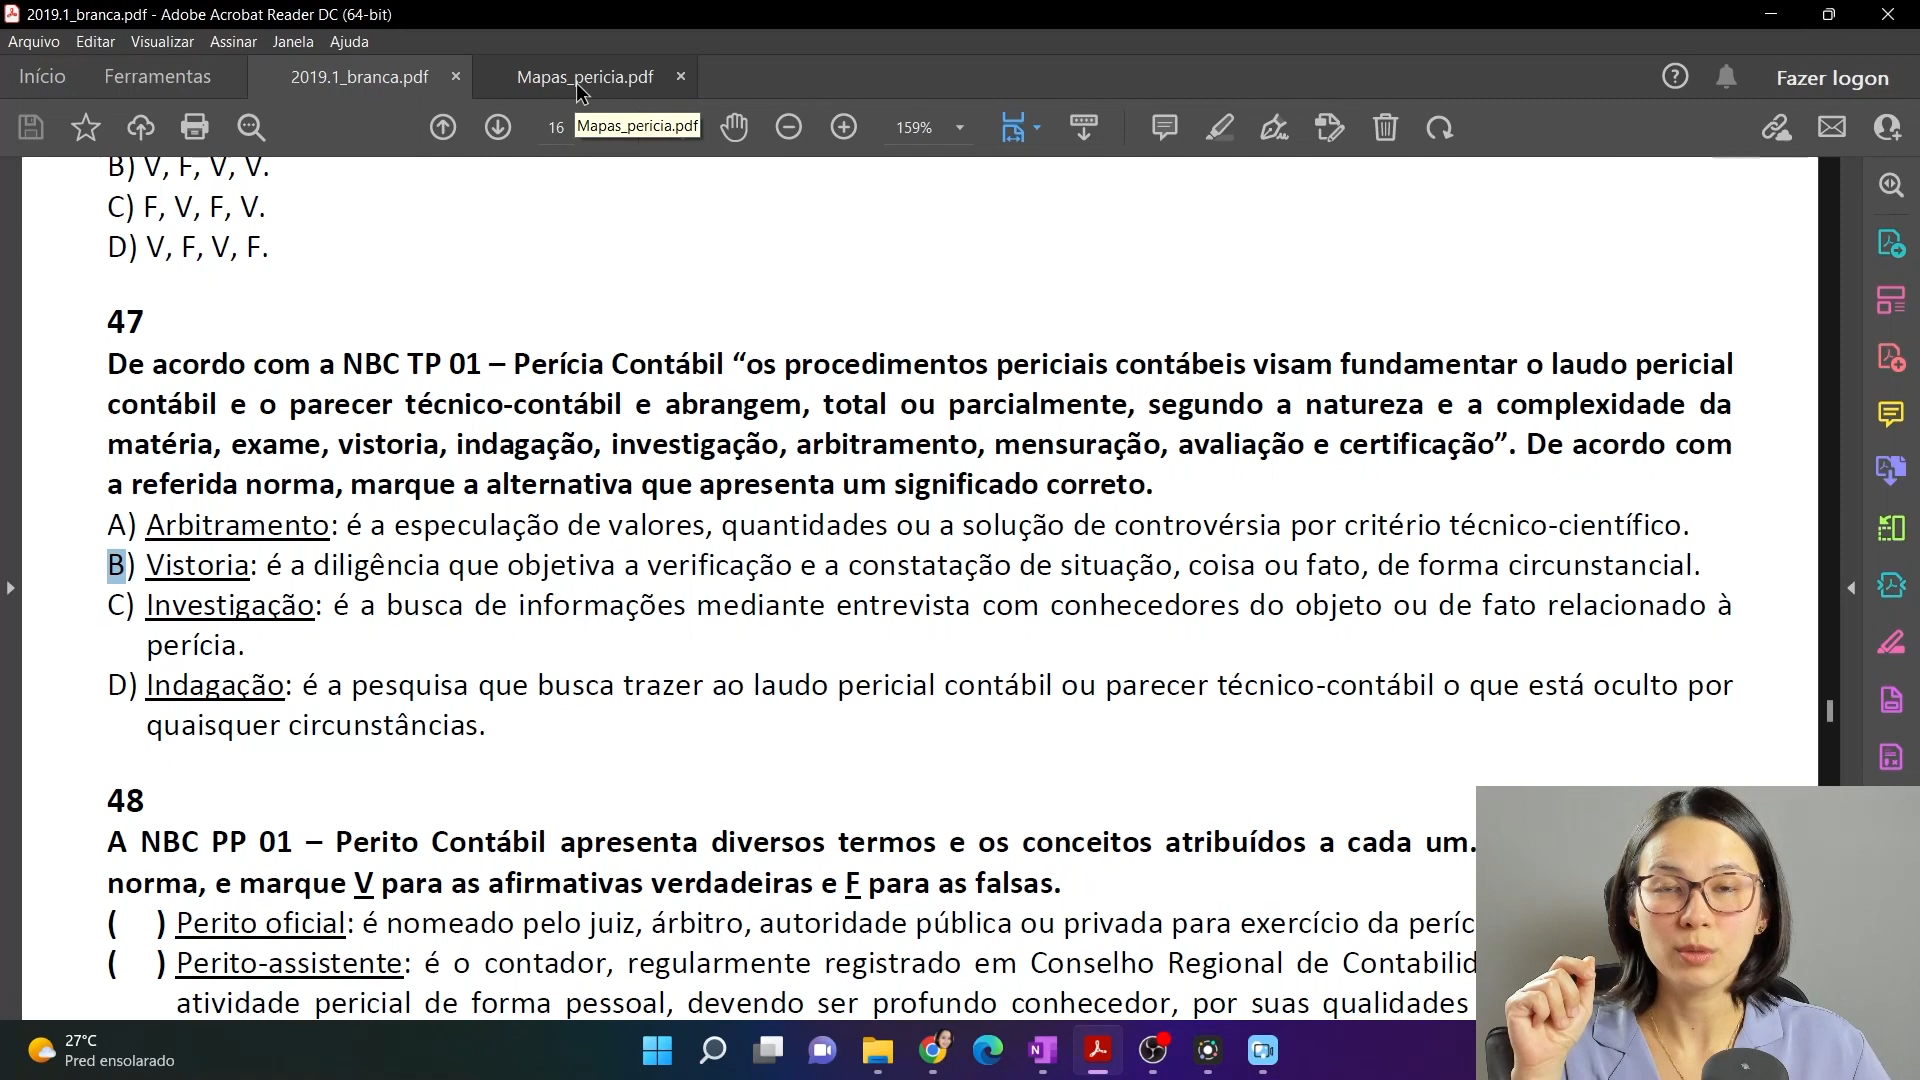 2019.1_branca.pdf - Adobe Acrobat Reader DC (64-bit)
Arquivo Editar Visualizar Assinar Janela Ajuda
Início Ferramentas 2019.1_branca.pdf × Mapas_pericia.pdf × Fazer logon
16 Mapas_pericia.pdf 159%
B) V, F, V, V.
C) F, V, F, V.
D) V, F, V, F.
47
De acordo com a NBC TP 01 – Perícia Contábil “os procedimentos periciais contábeis visam fundamentar o laudo pericial
contábil e o parecer técnico-contábil e abrangem, total ou parcialmente, segundo a natureza e a complexidade da
matéria, exame, vistoria, indagação, investigação, arbitramento, mensuração, avaliação e certificação”. De acordo com
a referida norma, marque a alternativa que apresenta um significado correto.
A) Arbitramento: é a especulação de valores, quantidades ou a solução de controvérsia por critério técnico-científico.
B) Vistoria: é a diligência que objetiva a verificação e a constatação de situação, coisa ou fato, de forma circunstancial.
C) Investigação: é a busca de informações mediante entrevista com conhecedores do objeto ou de fato relacionado à
perícia.
D) Indagação: é a pesquisa que busca trazer ao laudo pericial contábil ou parecer técnico-contábil o que está oculto por
quaisquer circunstâncias.
48
A NBC PP 01 – Perito Contábil apresenta diversos termos e os conceitos atribuídos a cada um.
norma, e marque V para as afirmativas verdadeiras e F para as falsas.
( ) Perito oficial: é nomeado pelo juiz, árbitro, autoridade pública ou privada para exercício da períc
( ) Perito-assistente: é o contador, regularmente registrado em Conselho Regional de Contabilid
atividade pericial de forma pessoal, devendo ser profundo conhecedor, por suas qualidades
27°C
Pred ensolarado